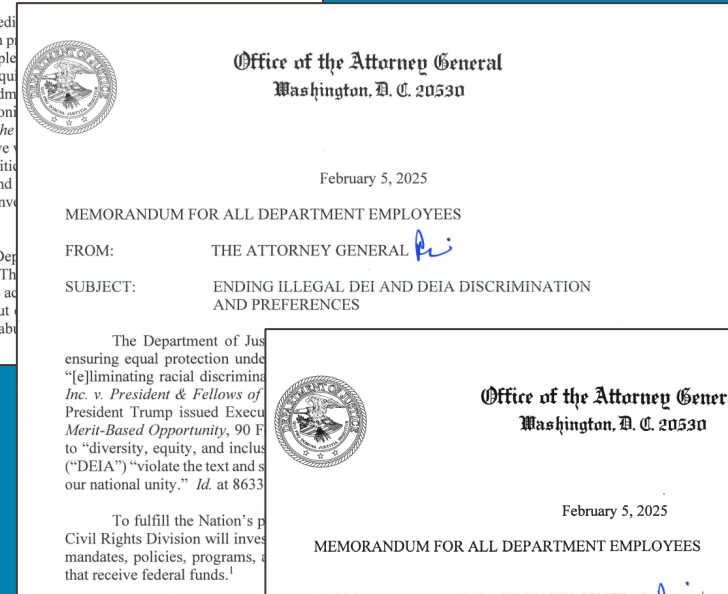 Office of the Attorney General
Washington, D. C. 20530
February 5, 2025
MEMORANDUM FOR ALL DEPARTMENT EMPLOYEES
FROM: THE ATTORNEY GENERAL
SUBJECT: ENDING ILLEGAL DEI AND DEIA DISCRIMINATION
AND PREFERENCES
The Department of Jus
ensuring equal protection unde
“[e]liminating racial discrimina
Inc. v. President & Fellows of
President Trump issued Execu
Merit-Based Opportunity, 90 F
to “diversity, equity, and inclus
(“DEIA”) “violate the text and s
our national unity.” Id. at 8633
To fulfill the Nation’s p
Civil Rights Division will inves
mandates, policies, programs, a
that receive federal funds.1
Office of the Attorney Gener
Washington, D. C. 20530
February 5, 2025
MEMORANDUM FOR ALL DEPARTMENT EMPLOYEES